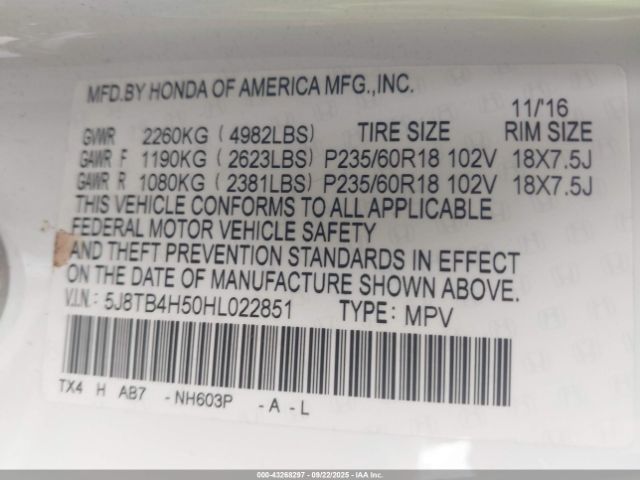 MFD.BY HONDA OF AMERICA MFG.,INC.
11/'16
GVWR 2260KG ( 4982LBS) TIRE SIZE RIM SIZE
GAWR F 1190KG ( 2623LBS) P235/60R18 102V 18X7.5J
GAWR R 1080KG ( 2381LBS) P235/60R18 102V 18X7.5J
THIS VEHICLE CONFORMS TO ALL APPLICABLE
FEDERAL MOTOR VEHICLE SAFETY
AND THEFT PREVENTION STANDARDS IN EFFECT
ON THE DATE OF MANUFACTURE SHOWN ABOVE.
V.I.N.: 5J8TB4H50HL022851 TYPE: MPV
TX4 H AB7 - NH603P - A - L
000-43268297 - 09/22/2025 - IAA Inc.